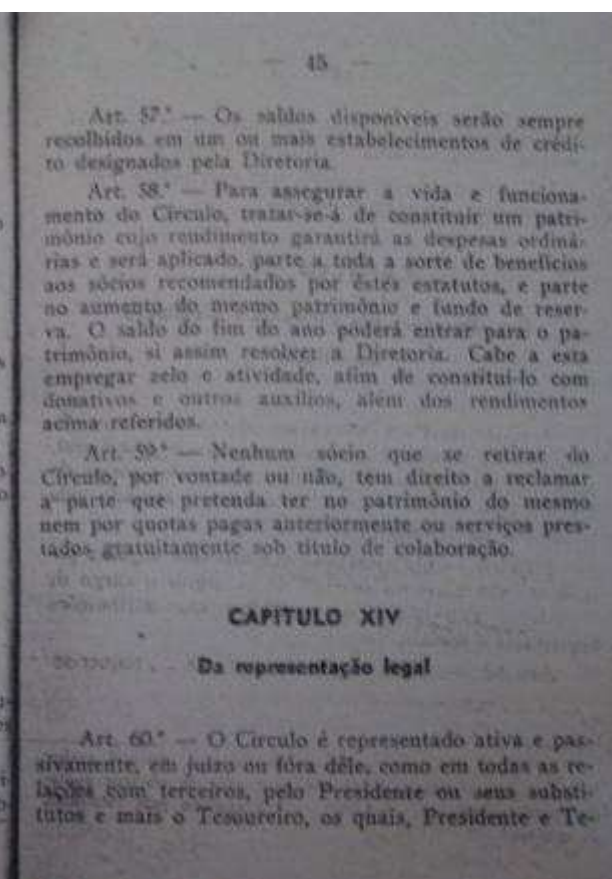 — 45 —
Art. 57.º — Os saldos disponíveis serão sempre
recolhidos em um ou mais estabelecimentos de crédi-
to designados pela Diretoria.
Art. 58.º — Para assegurar a vida e funciona-
mento do Círculo, tratar-se-á de constituir um patri-
mônio cujo rendimento garantirá as despesas ordiná-
rias e será aplicado, parte a toda a sorte de benefícios
aos sócios recomendados por êstes estatutos, e parte
no aumento do mesmo patrimônio e fundo de reser-
va. O saldo do fim do ano poderá entrar para o pa-
trimônio, si assim resolver a Diretoria. Cabe a esta
empregar zelo e atividade, afim de constituí-lo com
donativos e outros auxílios, além dos rendimentos
acima referidos.
Art. 59.º — Nenhum sócio que se retirar do
Círculo, por vontade ou não, tem direito a reclamar
a parte que pretenda ter no patrimônio do mesmo
nem por quotas pagas anteriormente ou serviços pres-
tados gratuitamente sob título de colaboração.
CAPITULO XIV
Da representação legal
Art. 60.º — O Círculo é representado ativa e pas-
sivamente, em juizo ou fóra dêle, como em todas as re-
lações com terceiros, pelo Presidente ou seus substi-
tutos e mais o Tesoureiro, os quais, Presidente e Te-